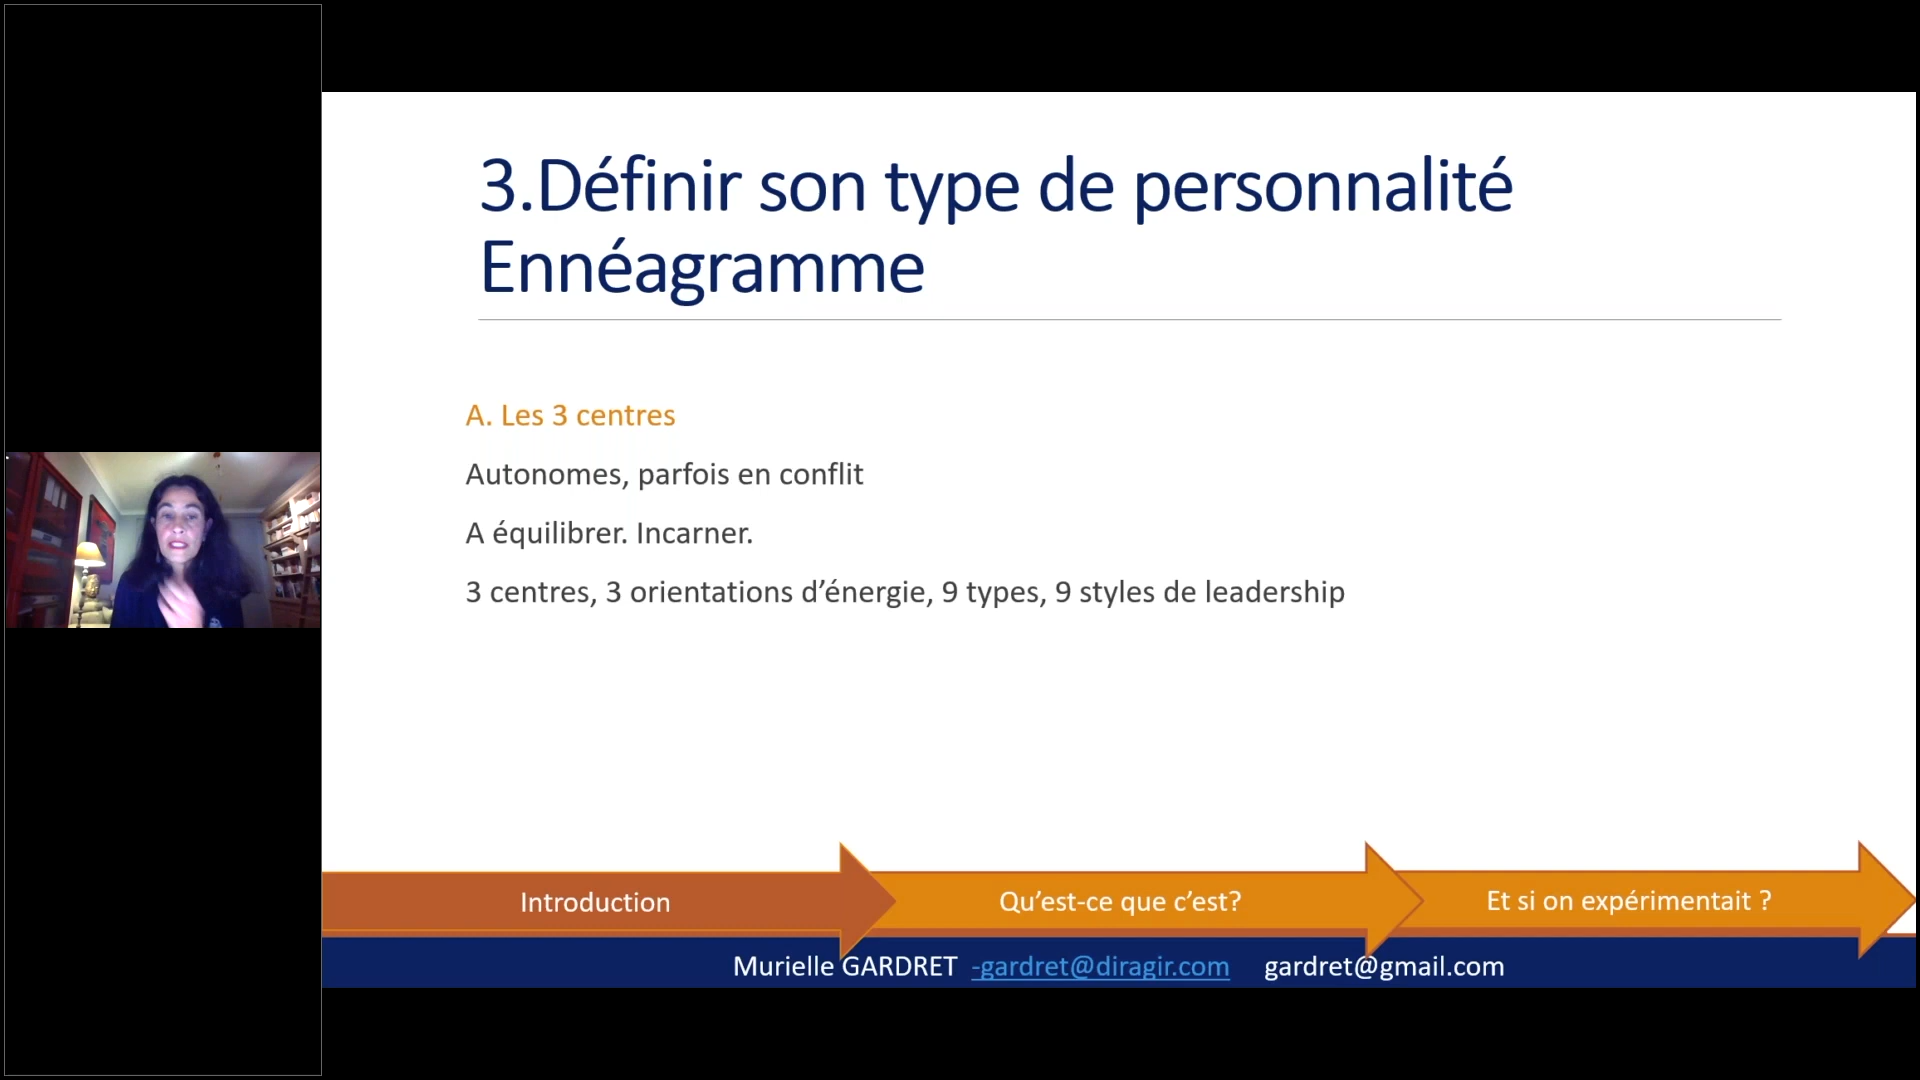 3.Définir son type de personnalité
Ennéagramme
A. Les 3 centres
Autonomes, parfois en conflit
A équilibrer. Incarner.
3 centres, 3 orientations d’énergie, 9 types, 9 styles de leadership
Introduction
Qu’est-ce que c’est?
Et si on expérimentait ?
Murielle GARDRET -gardret@diragir.com gardret@gmail.com